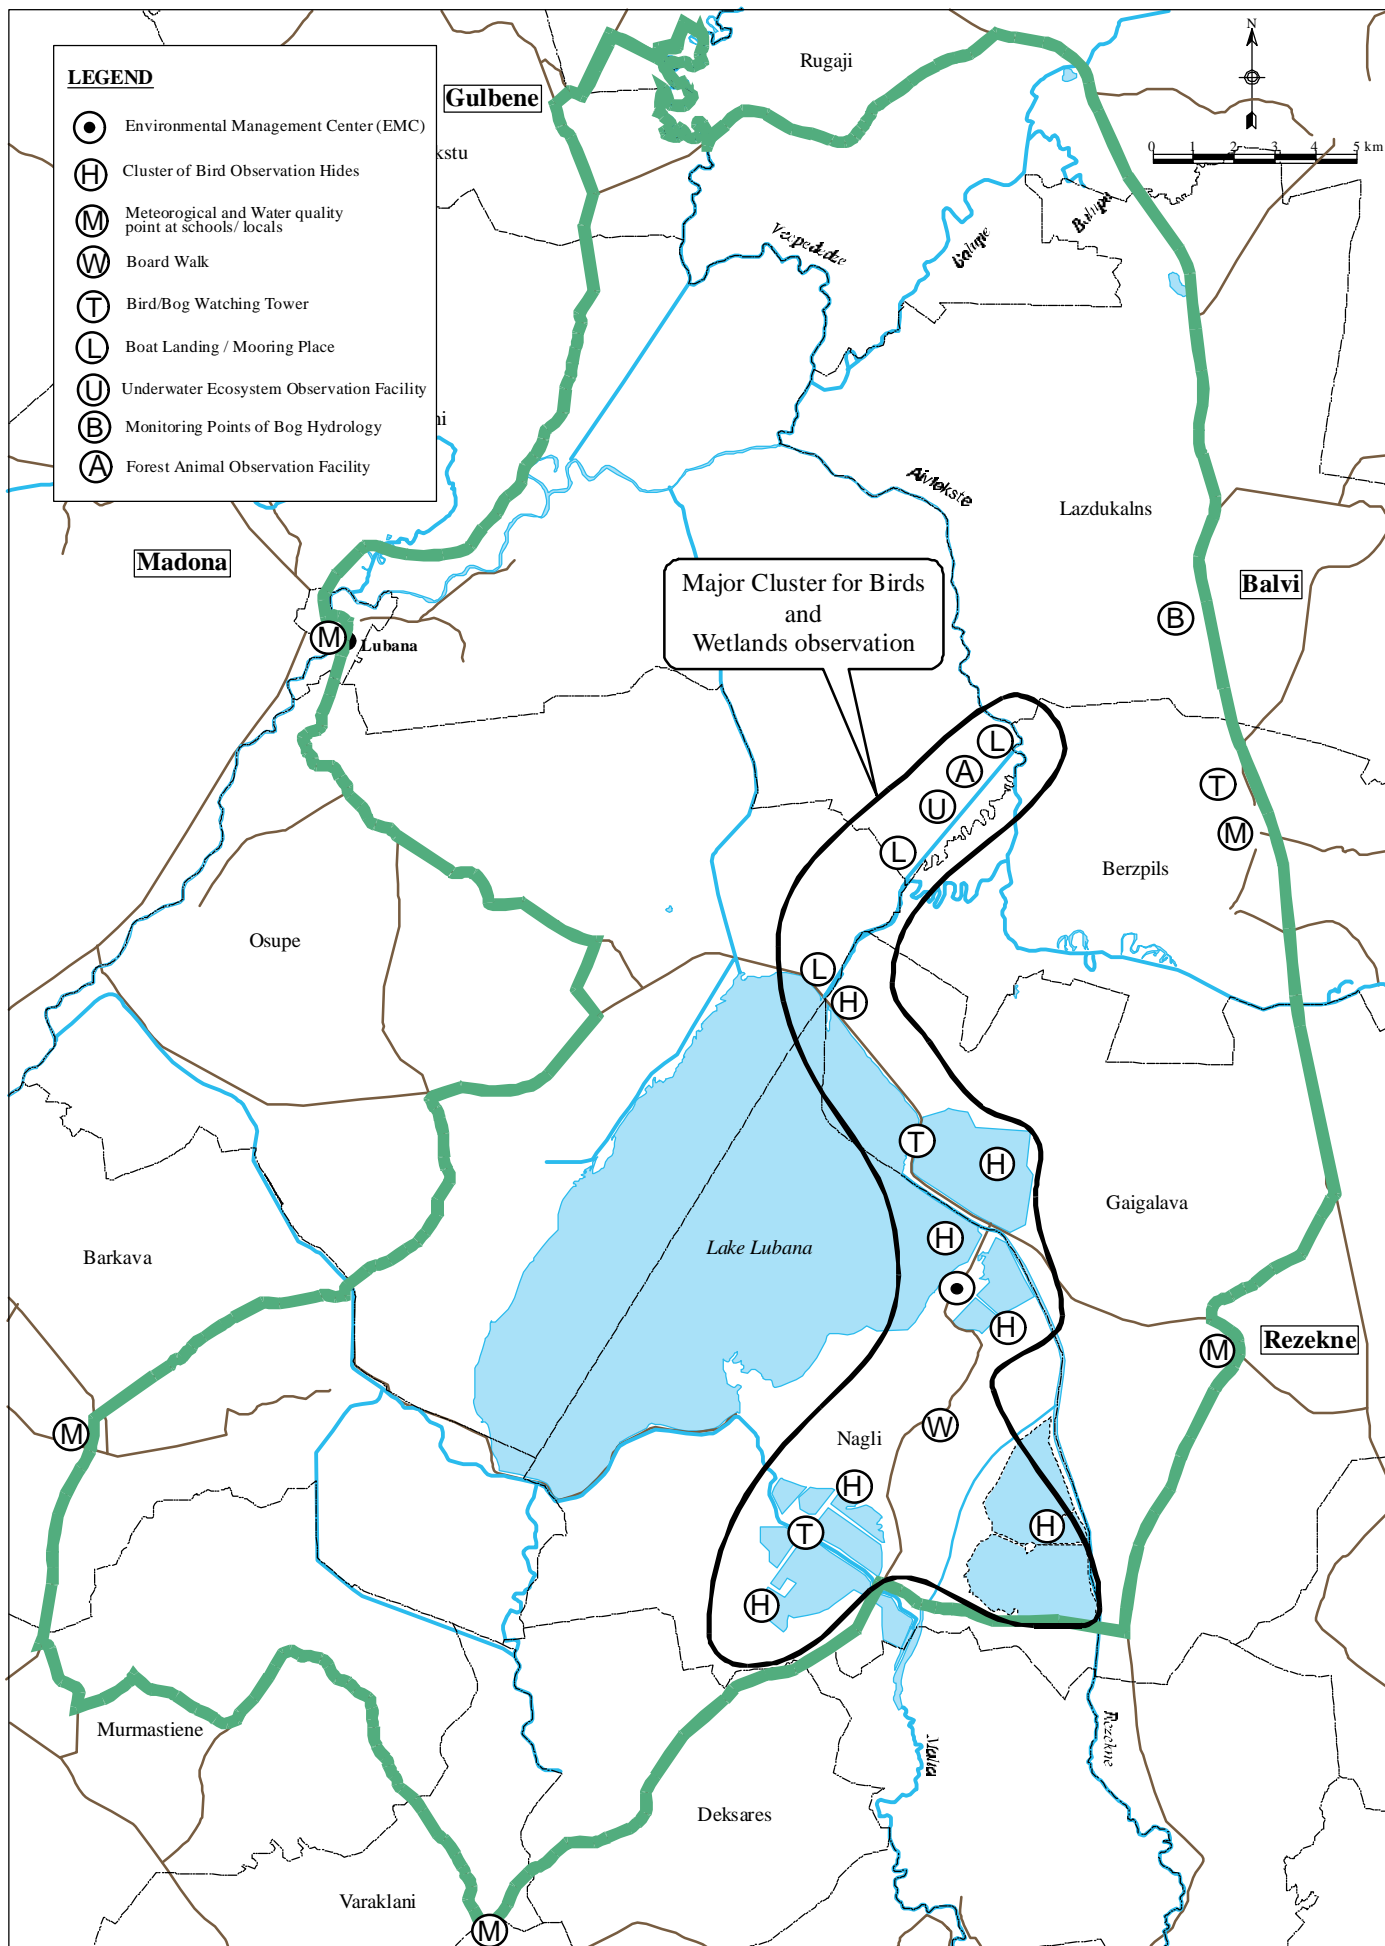 LEGEND
Environmental Management Center (EMC)
H Cluster of Bird Observation Hides
M Meteorogical and Water quality
point at schools/ locals
W Board Walk
T Bird/Bog Watching Tower
L Boat Landing / Mooring Place
U Underwater Ecosystem Observation Facility
B Monitoring Points of Bog Hydrology
A Forest Animal Observation Facility
Gulbene
kstu
Rugaji
N
0 1 2 3 4 5 km
ni
Madona
Lazdukalns
Major Cluster for Birds
and
Wetlands observation
Balvi
B
M
Lubana
L
A
T
U
M
L
Berzpils
Osupe
L
H
T
H
Gaigalava
Barkava
Lake Lubana
H
H
Rezekne
M
M
W
Nagli
H
H
T
H
Murmastiene
Rezekne
Deksares
Varaklani
M